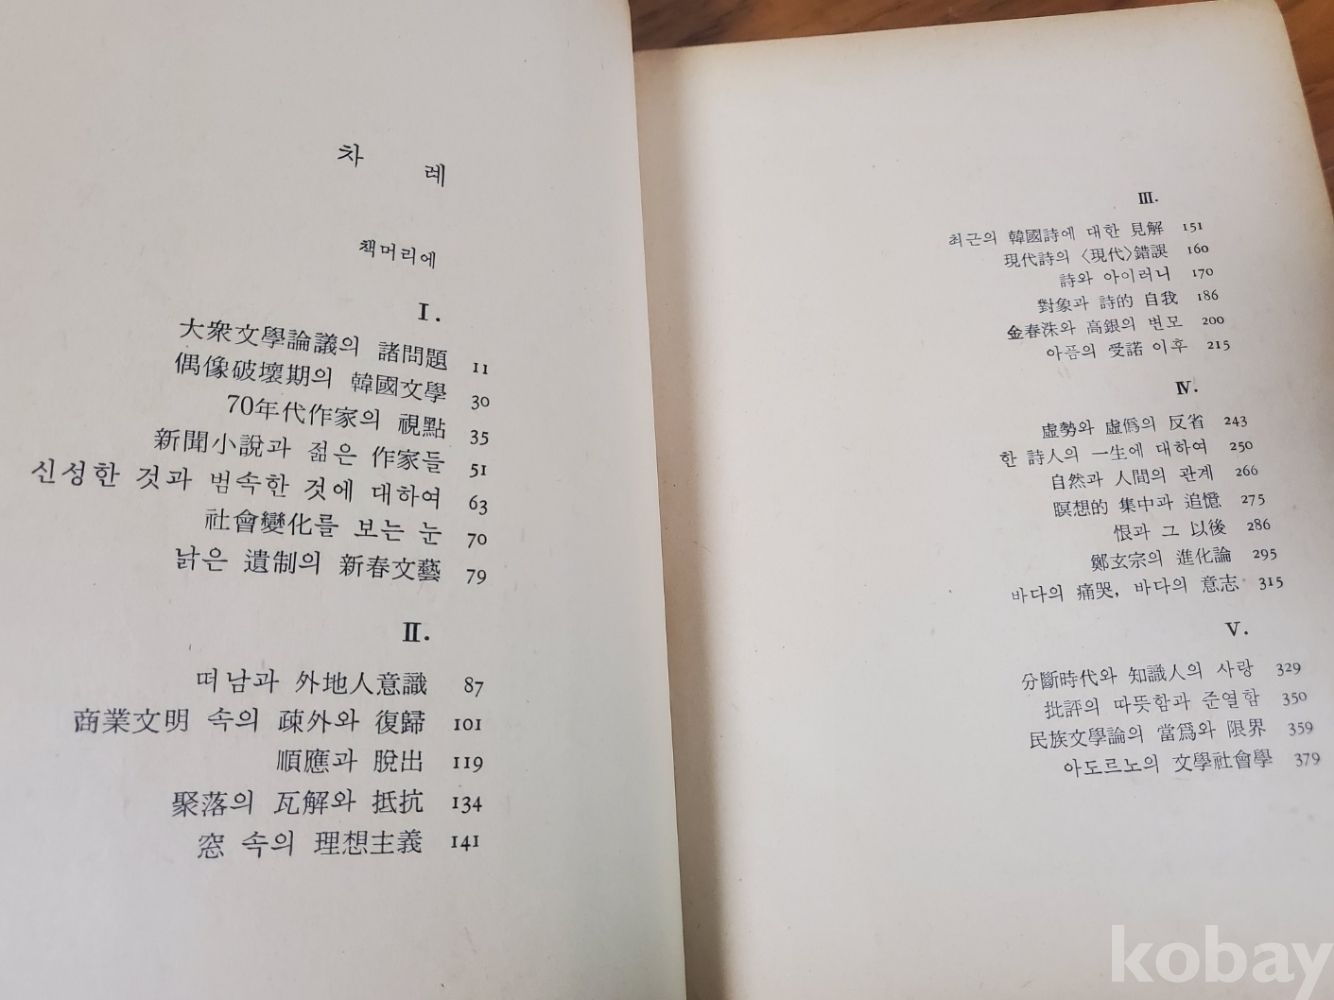 차 례
책머리에
I.
大衆文學論議의 諸問題 11
偶像破壞期의 韓國文學 30
70年代作家의 視點 35
新聞小說과 젊은 作家들 51
신성한 것과 범속한 것에 대하여 63
社會變化를 보는 눈 70
낡은 遺制의 新春文藝 79
II.
떠남과 外地人意識 87
商業文明 속의 疎外와 復歸 101
順應과 脫出 119
聚落의 瓦解와 抵抗 134
窓 속의 理想主義 141
III.
최근의 韓國詩에 대한 見解 151
現代詩의 〈現代〉錯誤 160
詩와 아이러니 170
對象과 詩的 自我 186
金春洙와 高銀의 변모 200
아픔의 受諾 이후 215
IV.
虛勢와 虛僞의 反省 243
한 詩人의 一生에 대하여 250
自然과 人間의 관계 266
瞑想的 集中과 追憶 275
恨과 그 以後 286
鄭玄宗의 進化論 295
바다의 痛哭, 바다의 意志 315
V.
分斷時代와 知識人의 사랑 329
批評의 따뜻함과 준열함 350
民族文學論의 當爲와 限界 359
아도르노의 文學社會學 379
kobay